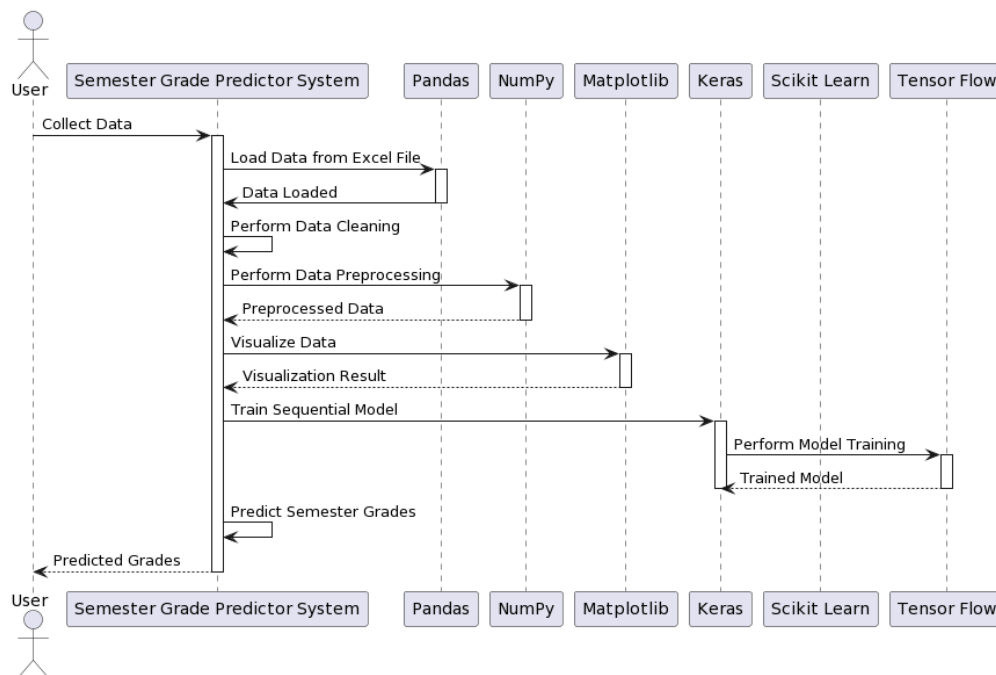 User
Semester Grade Predictor System
Pandas
NumPy
Matplotlib
Keras
Scikit Learn
Tensor Flow
Collect Data
Load Data from Excel File
Data Loaded
Perform Data Cleaning
Perform Data Preprocessing
Preprocessed Data
Visualize Data
Visualization Result
Train Sequential Model
Perform Model Training
Trained Model
Predict Semester Grades
Predicted Grades
User
Semester Grade Predictor System
Pandas
NumPy
Matplotlib
Keras
Scikit Learn
Tensor Flow